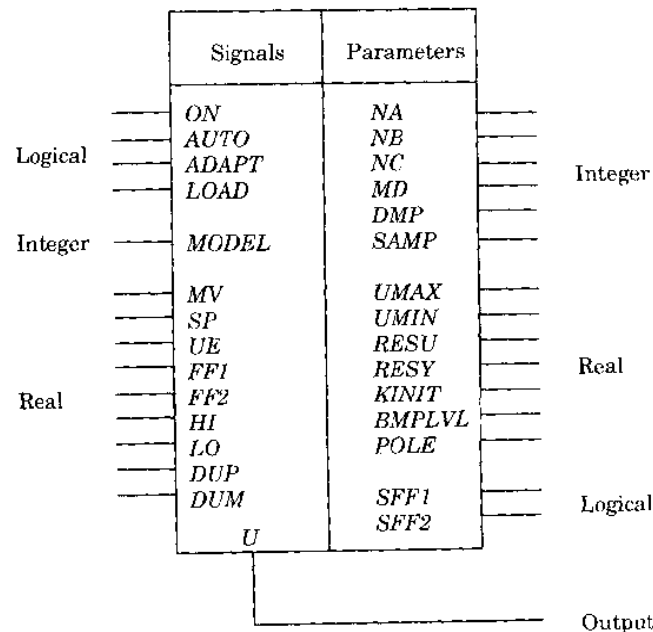 Signals Parameters
ON NA
AUTO NB
Logical ADAPT NC Integer
LOAD MD
DMP
Integer MODEL SAMP
MV UMAX
SP UMIN
UE RESU
FF1 RESY Real
Real FF2 KINIT
HI BMPLVL
LO POLE
DUP
DUM SFF1 Logical
SFF2
U
Output